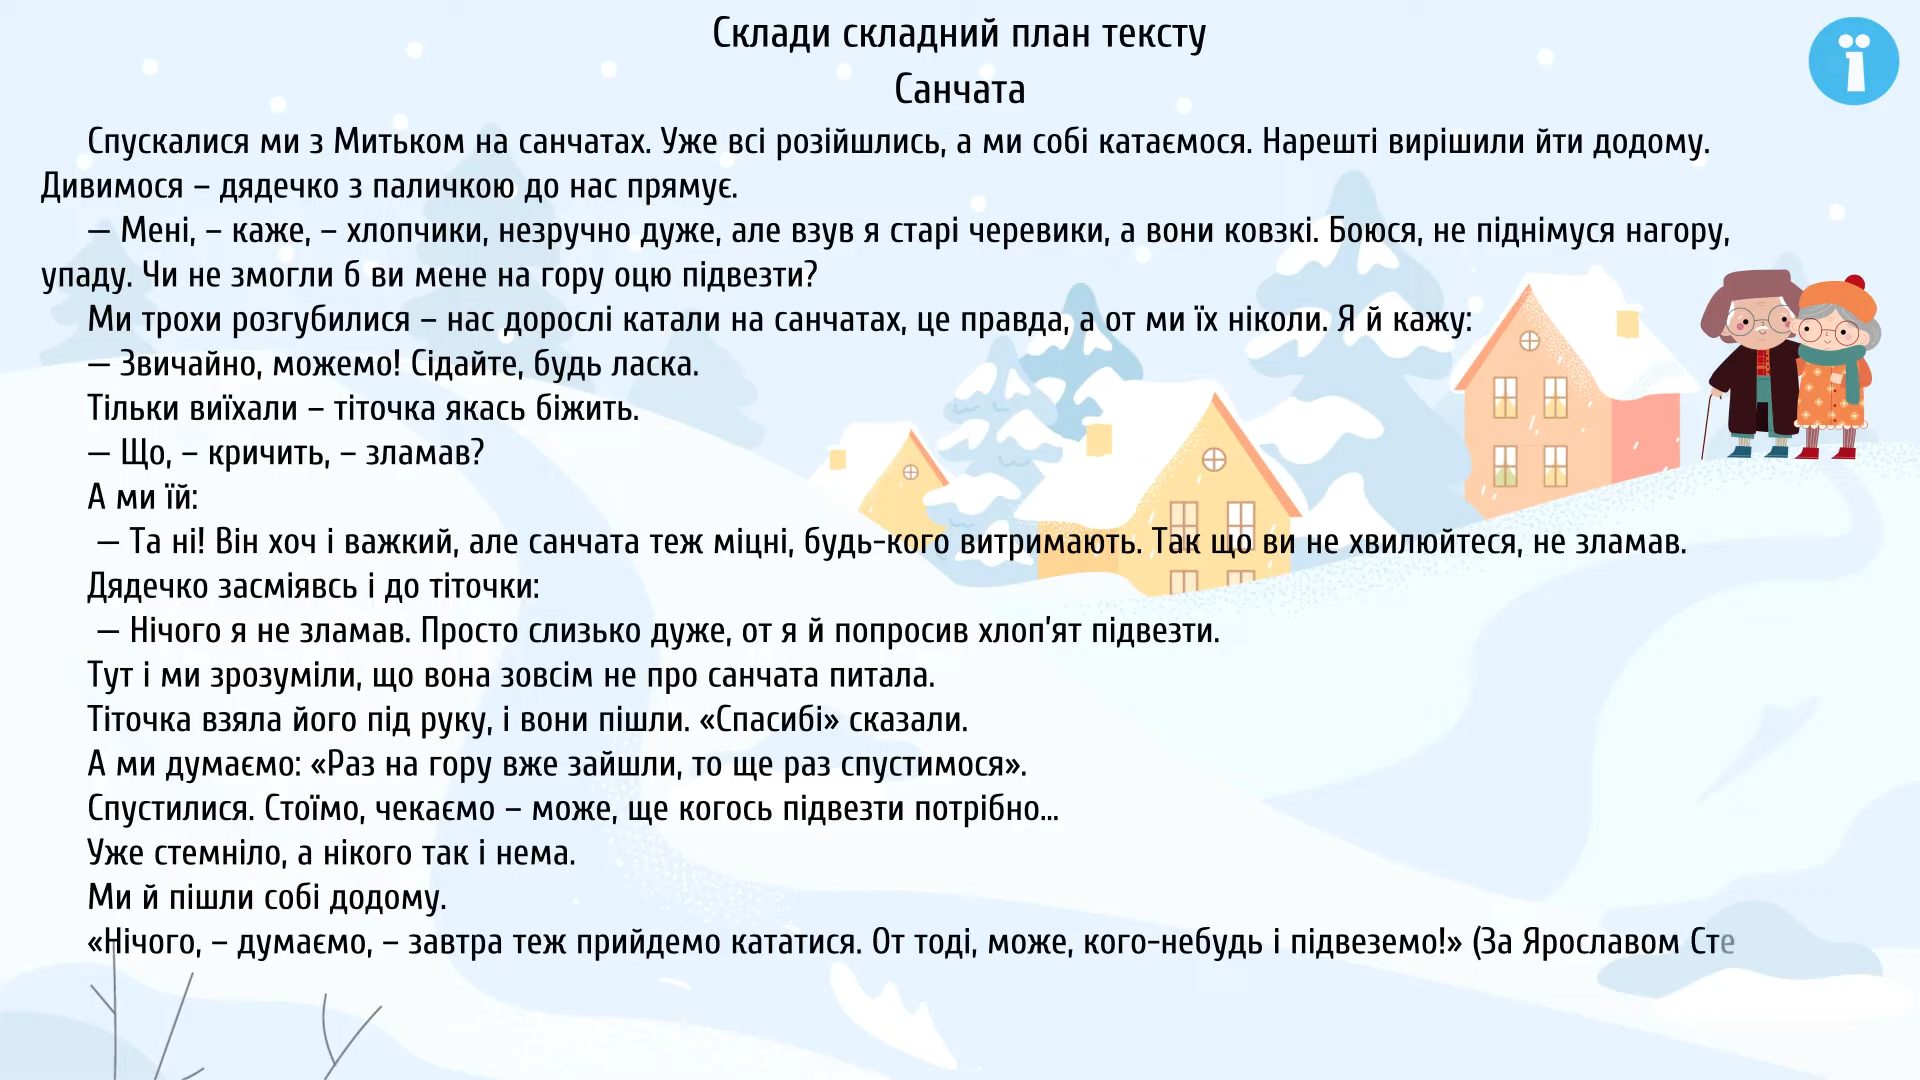 Склади складний план тексту
Санчата
Спускалися ми з Митьком на санчатах. Уже всі розійшлись, а ми собі катаємося. Нарешті вирішили йти додому.
Дивимося – дядечко з паличкою до нас прямує.
— Мені, – каже, – хлопчики, незручно дуже, але взув я старі черевики, а вони ковзкі. Боюся, не піднімуся нагору,
упаду. Чи не змогли б ви мене на гору оцю підвезти?
Ми трохи розгубилися – нас дорослі катали на санчатах, це правда, а от ми їх ніколи. Я й кажу:
— Звичайно, можемо! Сідайте, будь ласка.
Тільки виїхали – тіточка якась біжить.
— Що, – кричить, – зламав?
А ми їй:
— Та ні! Він хоч і важкий, але санчата теж міцні, будь-кого витримають. Так що ви не хвилюйтеся, не зламав.
Дядечко засміявсь і до тіточки:
— Нічого я не зламав. Просто слизько дуже, от я й попросив хлоп’ят підвезти.
Тут і ми зрозуміли, що вона зовсім не про санчата питала.
Тіточка взяла його під руку, і вони пішли. «Спасибі» сказали.
А ми думаємо: «Раз на гору вже зайшли, то ще раз спустимося».
Спустилися. Стоїмо, чекаємо – може, ще когось підвезти потрібно...
Уже стемніло, а нікого так і нема.
Ми й пішли собі додому.
«Нічого, – думаємо, – завтра теж прийдемо кататися. От тоді, може, кого-небудь і підвеземо!» (За Ярославом Сте
ї